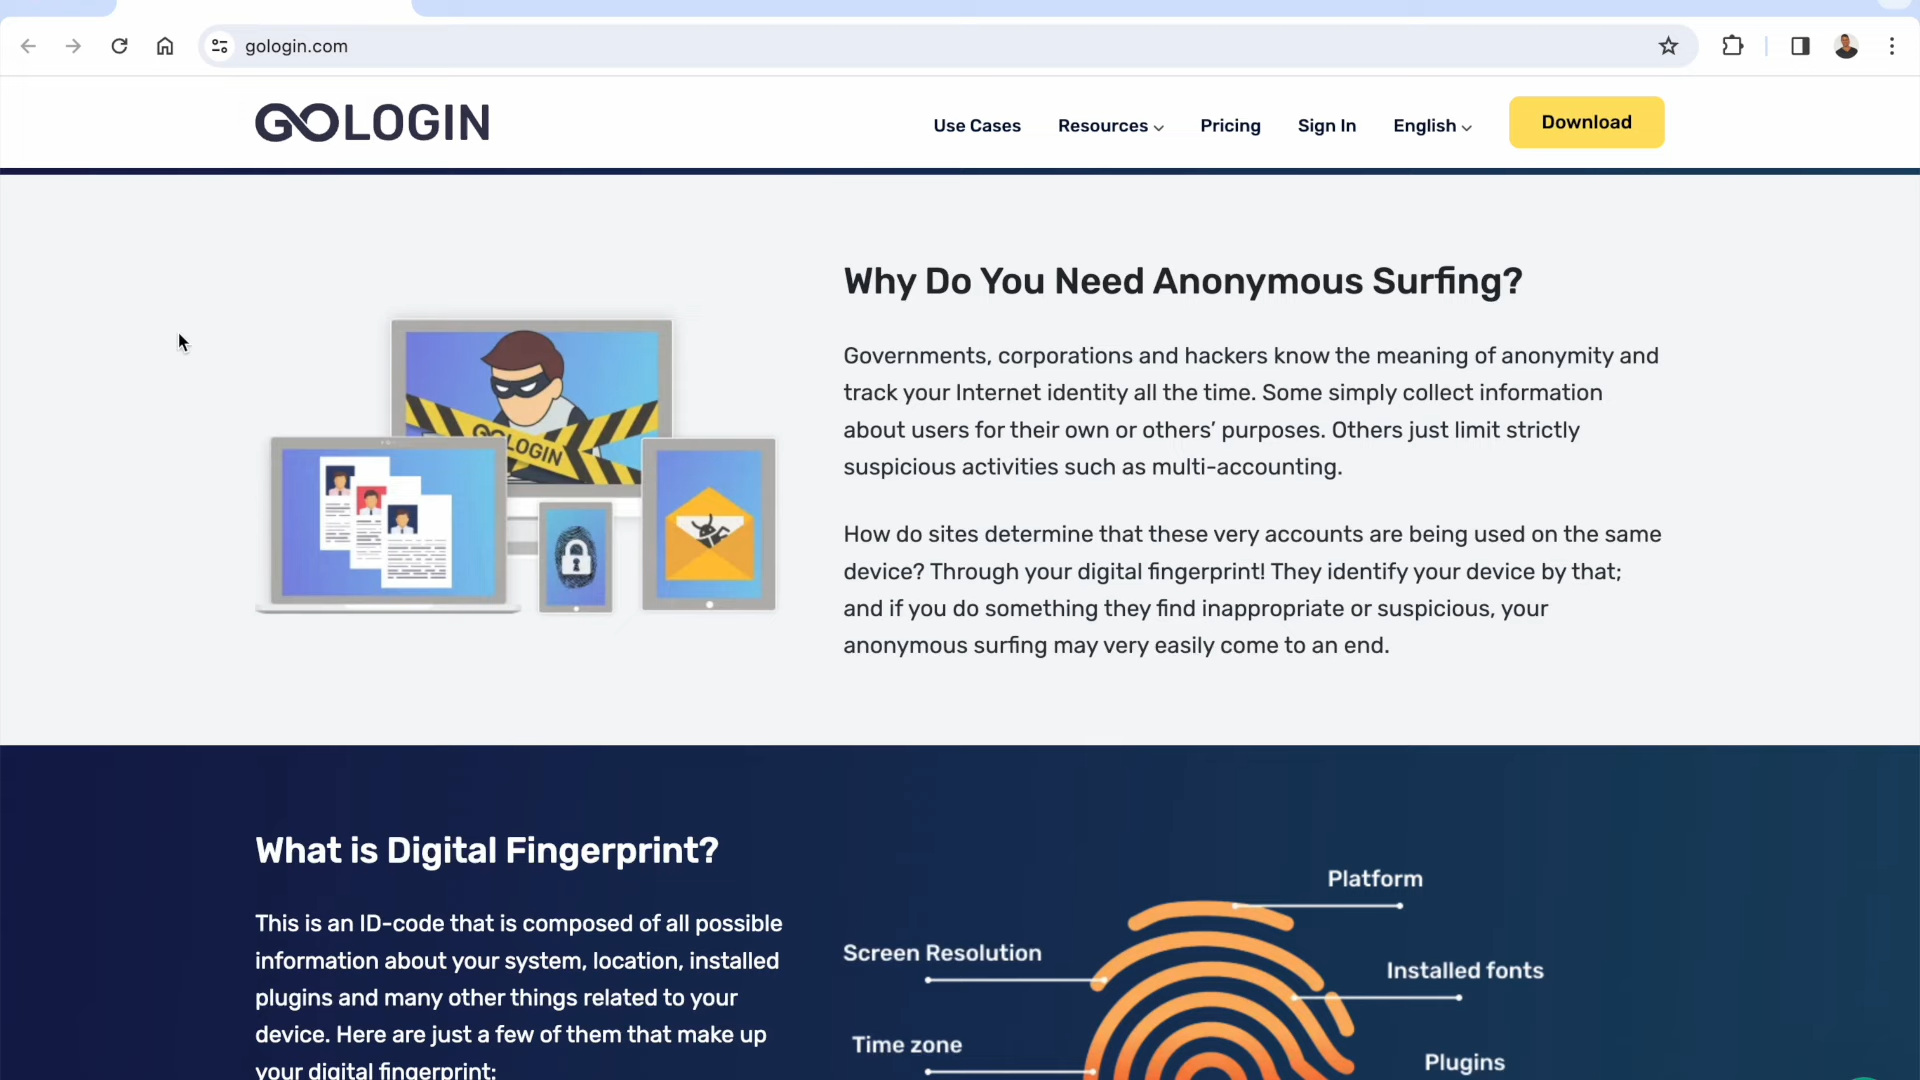 gologin.com
GOLOGIN
Use Cases
Resources
Pricing
Sign In
English
Download
Why Do You Need Anonymous Surfing?
Governments, corporations and hackers know the meaning of anonymity and
track your Internet identity all the time. Some simply collect information
about users for their own or others’ purposes. Others just limit strictly
suspicious activities such as multi-accounting.
GOLOGIN
How do sites determine that these very accounts are being used on the same
device? Through your digital fingerprint! They identify your device by that;
and if you do something they find inappropriate or suspicious, your
anonymous surfing may very easily come to an end.
What is Digital Fingerprint?
This is an ID-code that is composed of all possible
information about your system, location, installed
plugins and many other things related to your
device. Here are just a few of them that make up
your digital fingerprint:
Platform
Screen Resolution
Installed fonts
Time zone
Plugins